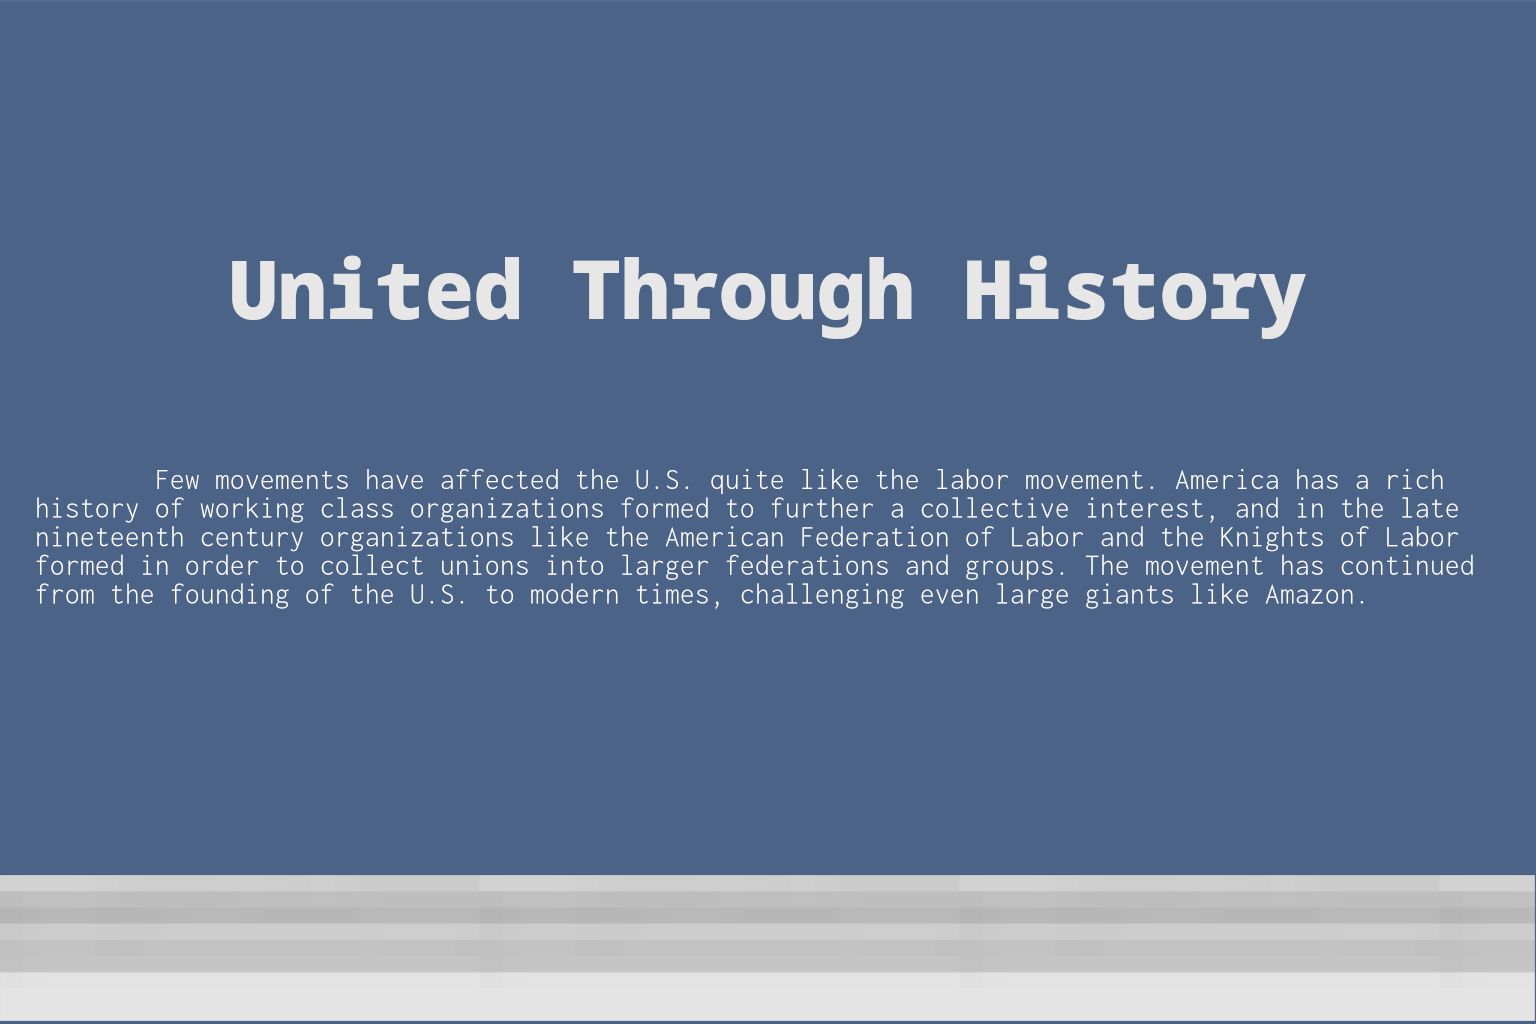 United Through History
Few movements have affected the U.S. quite like the labor movement. America has a rich
history of working class organizations formed to further a collective interest, and in the late
nineteenth century organizations like the American Federation of Labor and the Knights of Labor
formed in order to collect unions into larger federations and groups. The movement has continued
from the founding of the U.S. to modern times, challenging even large giants like Amazon.